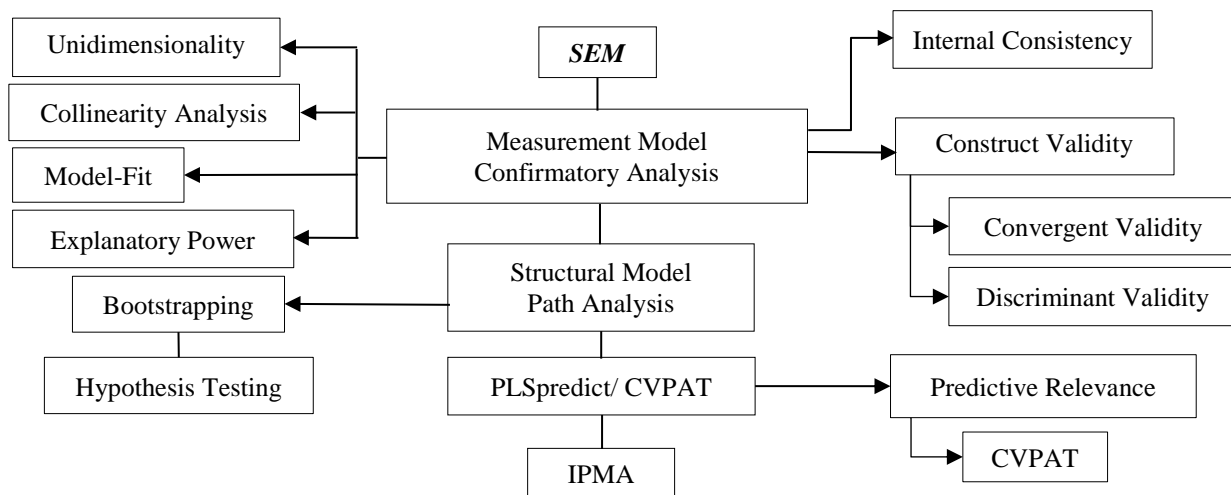 Unidimensionality
SEM
Internal Consistency
Collinearity Analysis
Measurement Model
Confirmatory Analysis
Construct Validity
Model-Fit
Convergent Validity
Explanatory Power
Structural Model
Path Analysis
Bootstrapping
Discriminant Validity
Hypothesis Testing
PLSpredict/ CVPAT
Predictive Relevance
CVPAT
IPMA